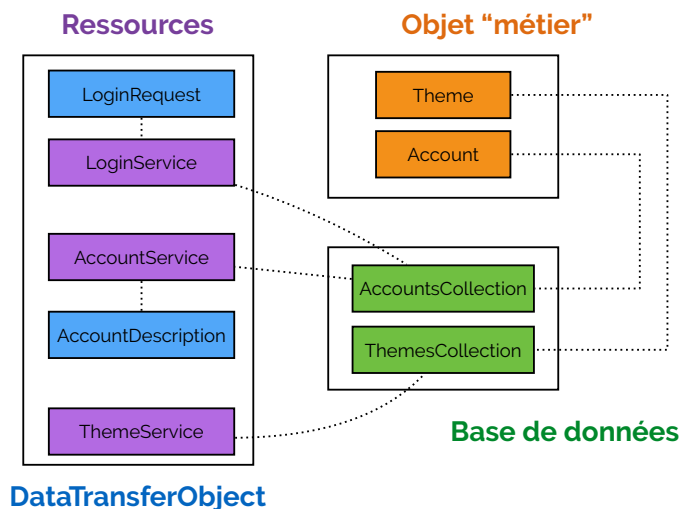 Ressources
LoginRequest
LoginService
AccountService
AccountDescription
ThemeService
DataTransferObject
Objet “métier”
Theme
Account
AccountsCollection
ThemesCollection
Base de données